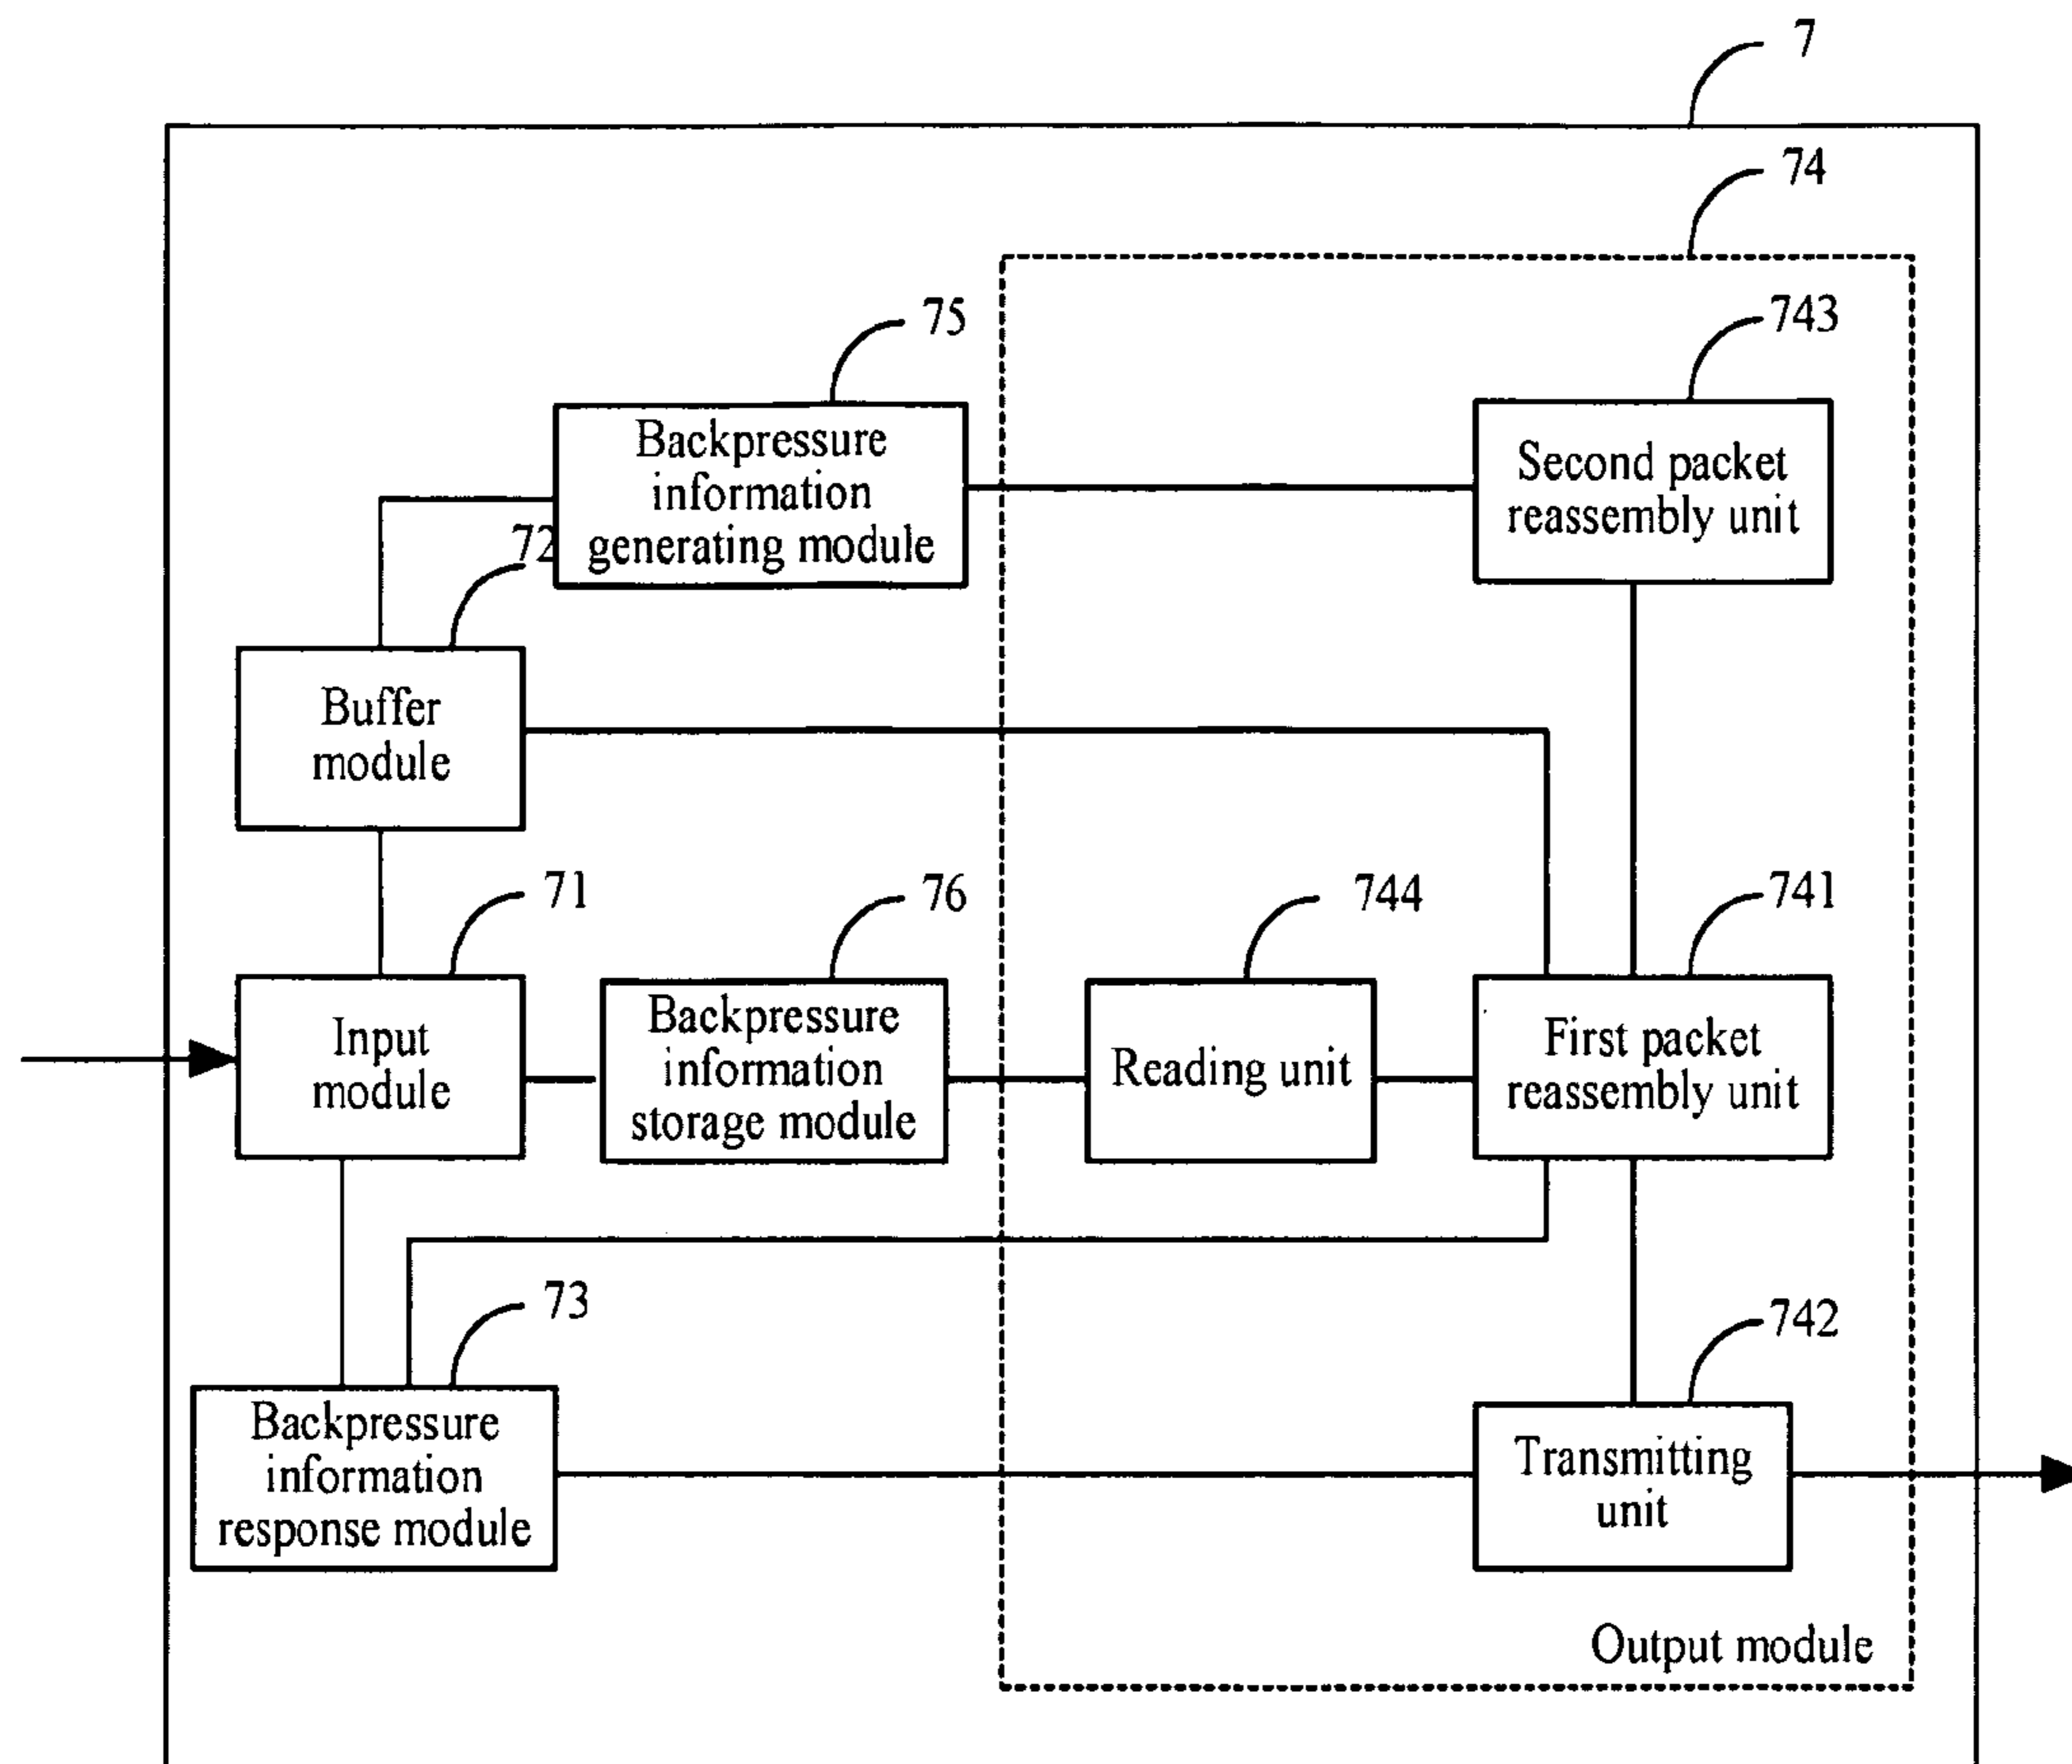 7
74
75
743
Backpressure
information
generating module
Second packet
reassembly unit
72
Buffer
module
71
76
744
741
Input
module
Backpressure
information
storage module
Reading unit
First packet
reassembly unit
73
742
Backpressure
information
response module
Transmitting
unit
Output module